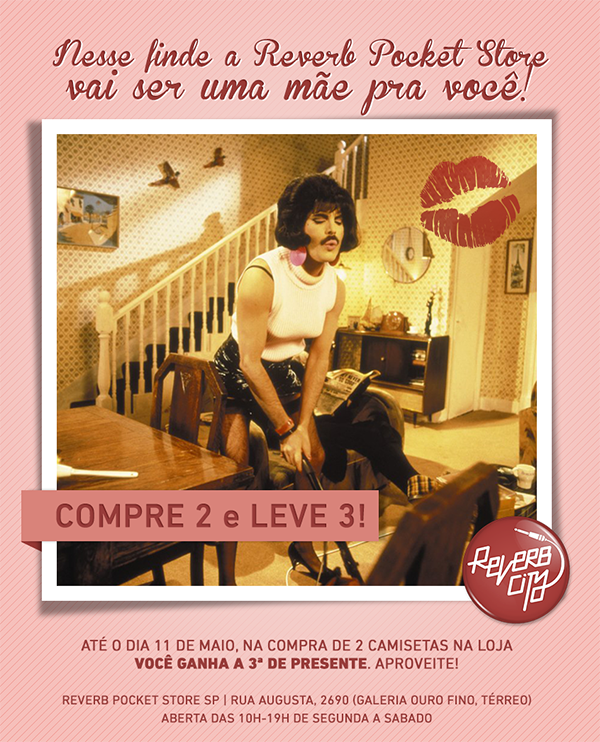 Nesse finde a Reverb Pocket Store
vai ser uma mãe pra você!
COMPRE 2 e LEVE 3!
REVERB
CITY
ATÉ O DIA 11 DE MAIO, NA COMPRA DE 2 CAMISETAS NA LOJA
VOCÊ GANHA A 3ª DE PRESENTE. APROVEITE!
REVERB POCKET STORE SP | RUA AUGUSTA, 2690 (GALERIA OURO FINO, TÉRREO)
ABERTA DAS 10H-19H DE SEGUNDA A SABADO